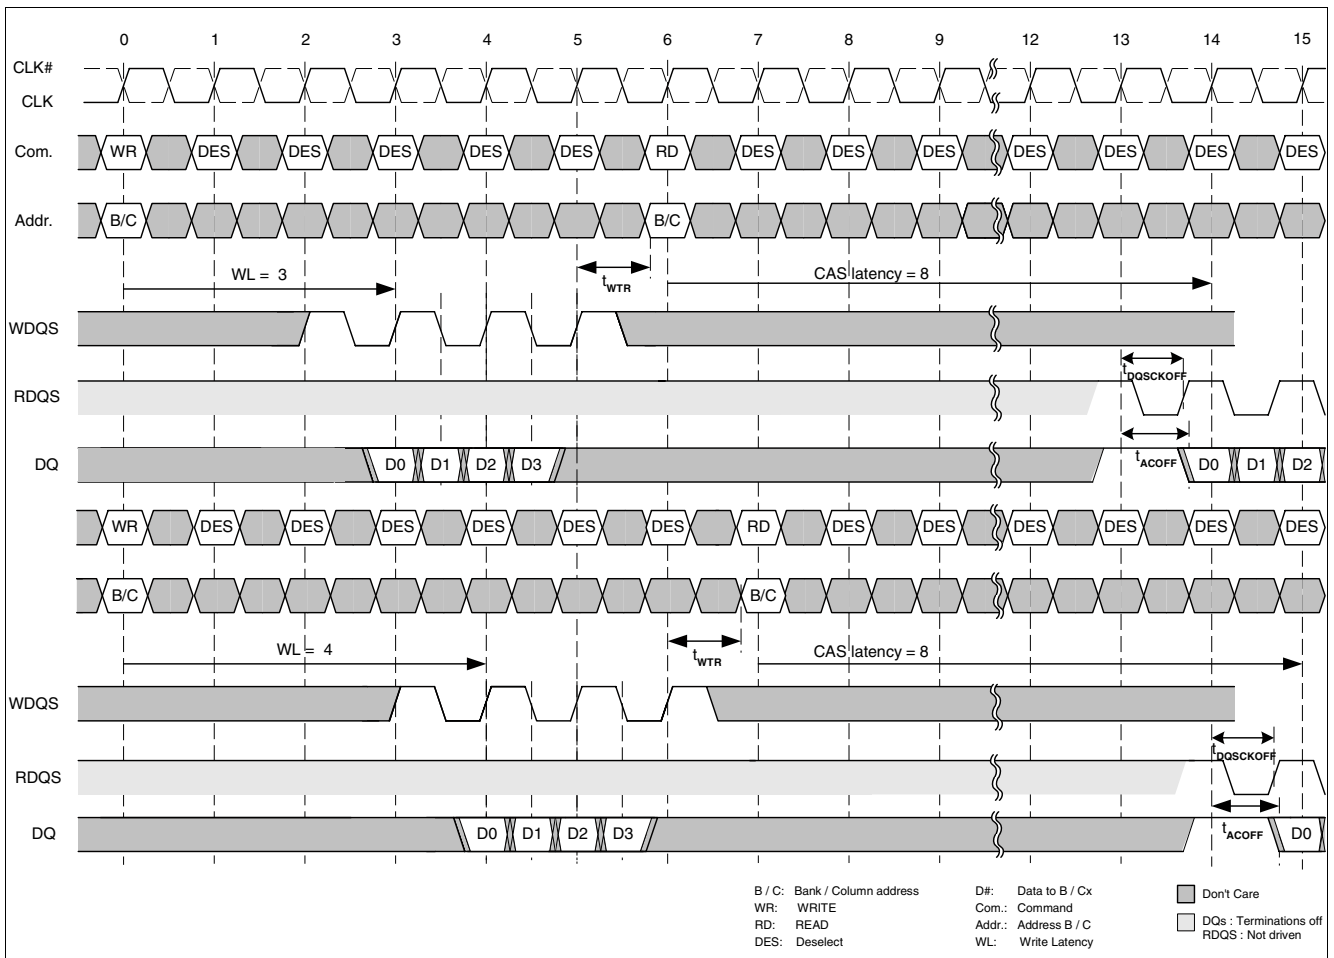 0 1 2 3 4 5 6 7 8 9 12 13 14 15
CLK#
CLK
Com. WR DES DES DES DES DES RD DES DES DES DES DES DES DES
Addr. B/C B/C
WL = 3 tWTR CAS latency = 8
WDQS
tDQSCKOFF
RDQS
tACOFF
DQ D0 D1 D2 D3 D0 D1 D2
WR DES DES DES DES DES DES RD DES DES DES DES DES DES
B/C B/C
WL = 4 tWTR CAS latency = 8
WDQS
tDQSCKOFF
RDQS
tACOFF
DQ D0 D1 D2 D3 D0
B / C: Bank / Column address D#: Data to B / Cx Don't Care
WR: WRITE Com.: Command
RD: READ Addr.: Address B / C DQs : Terminations off
DES: Deselect WL: Write Latency RDQS : Not driven